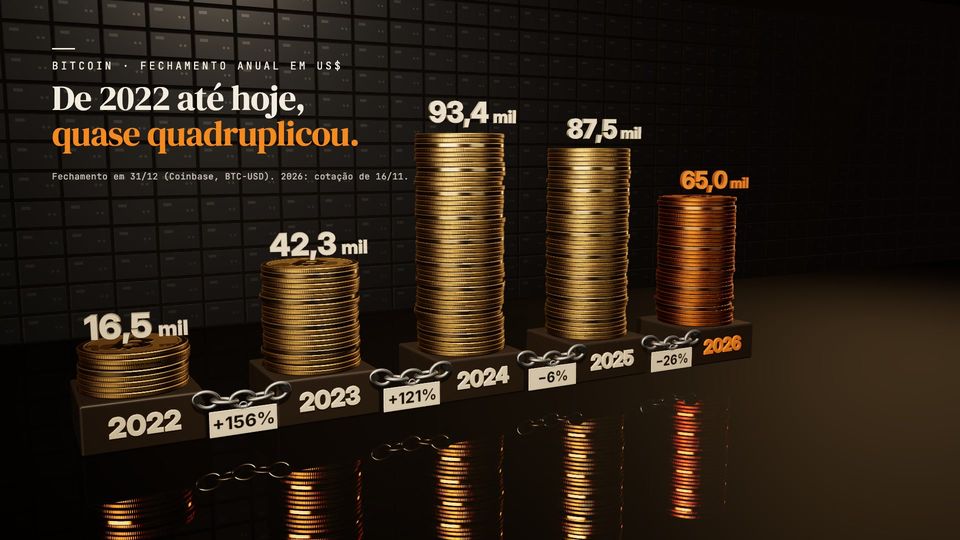 BITCOIN · FECHAMENTO ANUAL EM US$
De 2022 até hoje,
quase quadruplicou.
Fechamento em 31/12 (Coinbase, BTC-USD). 2026: cotação de 16/11.
16,5 mil
42,3 mil
93,4 mil
87,5 mil
65,0 mil
2022
+156%
2023
+121%
2024
−6%
2025
−26%
2026